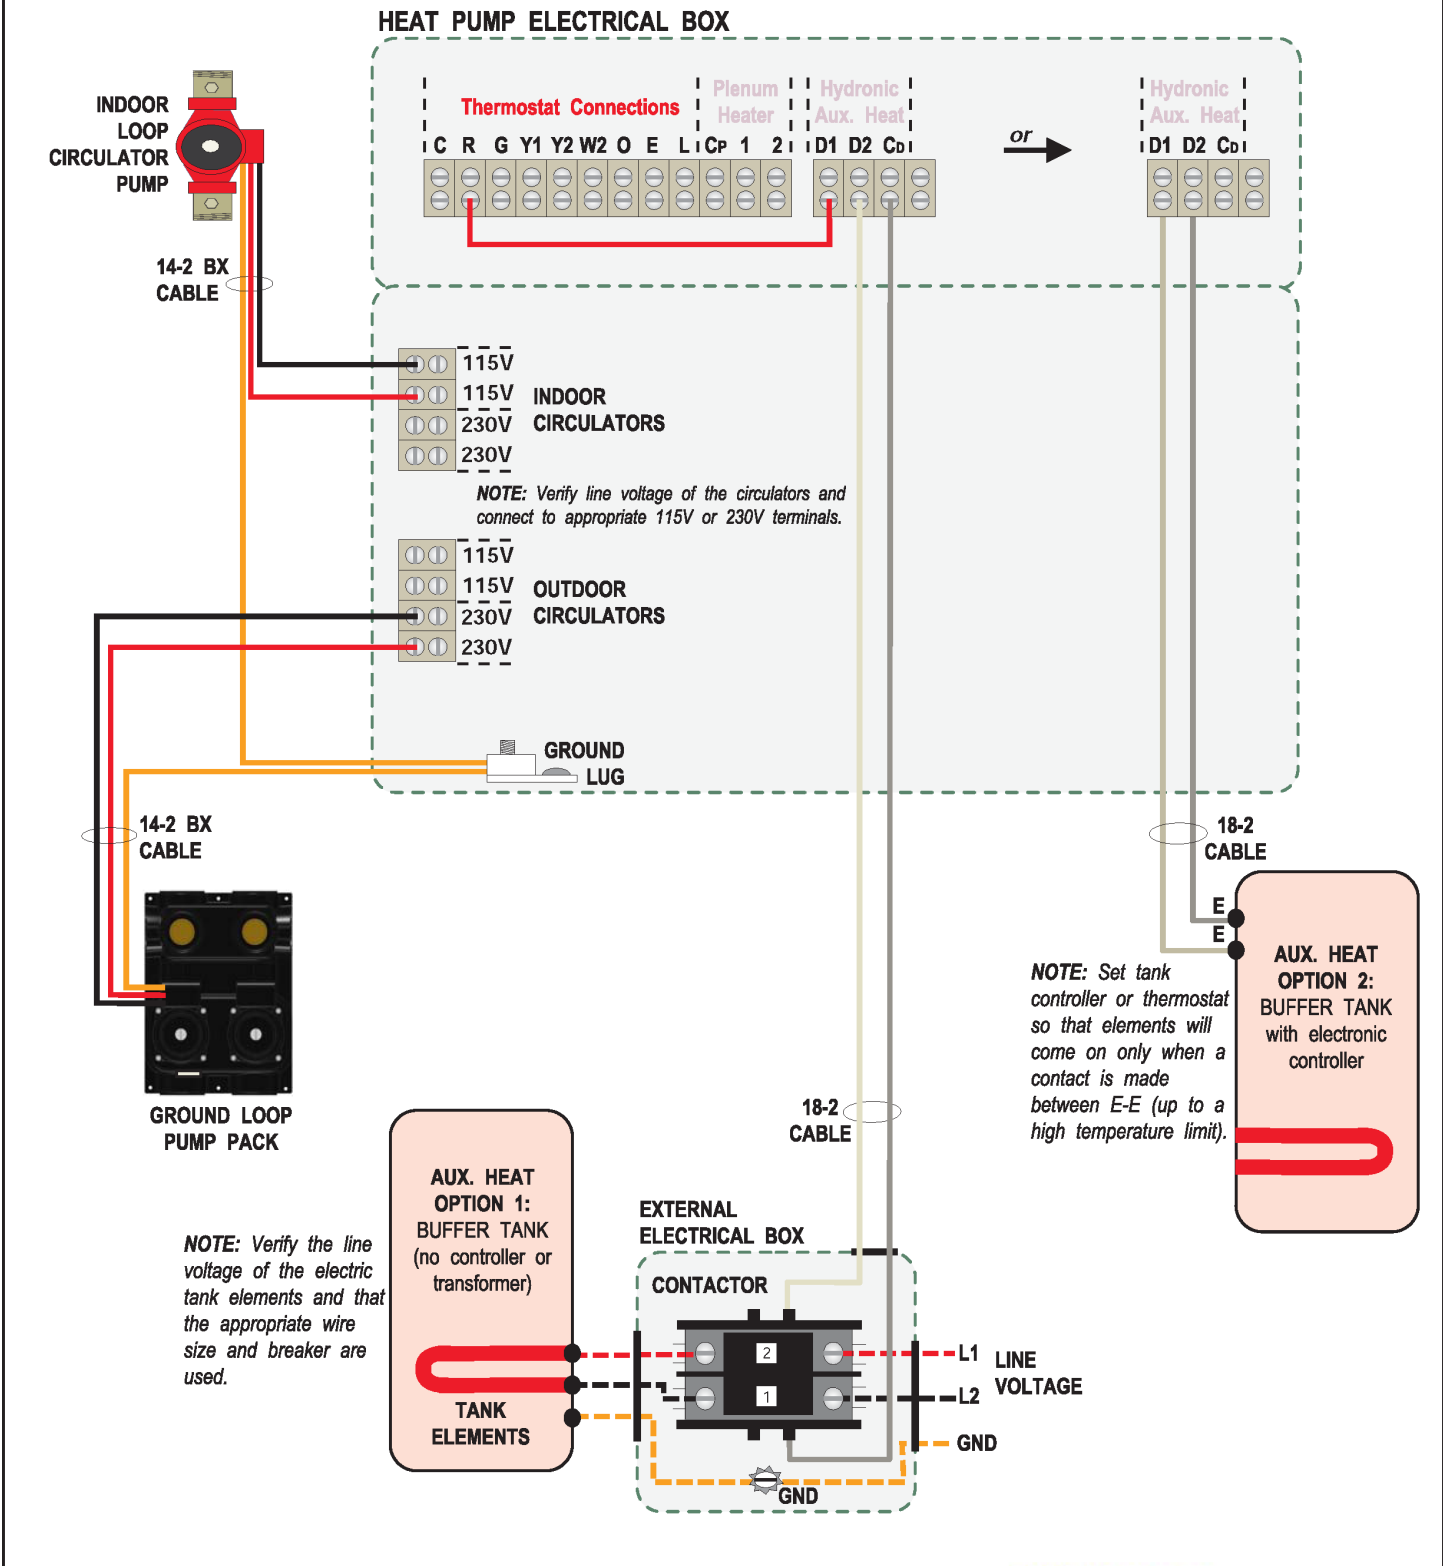 HEAT PUMP ELECTRICAL BOX
INDOOR
LOOP
CIRCULATOR
PUMP
Thermostat Connections
Plenum
Heater
Hydronic
Aux. Heat
C R G Y1 Y2 W2 O E L CP 1 2 D1 D2 CD
or
Hydronic
Aux. Heat
D1 D2 CD
14-2 BX
CABLE
115V
115V
230V
230V
INDOOR
CIRCULATORS
NOTE: Verify line voltage of the circulators and
connect to appropriate 115V or 230V terminals.
115V
115V
230V
230V
OUTDOOR
CIRCULATORS
GROUND
LUG
14-2 BX
CABLE
GROUND LOOP
PUMP PACK
18-2
CABLE
E
E
AUX. HEAT
OPTION 2:
BUFFER TANK
with electronic
controller
NOTE: Set tank
controller or thermostat
so that elements will
come on only when a
contact is made
between E-E (up to a
high temperature limit).
18-2
CABLE
AUX. HEAT
OPTION 1:
BUFFER TANK
(no controller or
transformer)
TANK
ELEMENTS
NOTE: Verify the line
voltage of the electric
tank elements and that
the appropriate wire
size and breaker are
used.
EXTERNAL
ELECTRICAL BOX
CONTACTOR
2
1
L1
L2
LINE
VOLTAGE
GND
GND